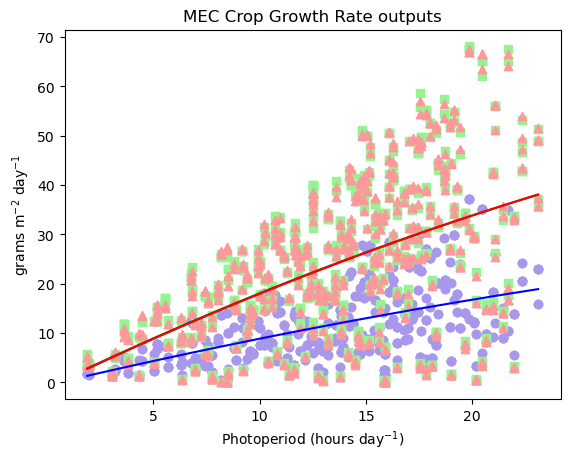 MEC Crop Growth Rate outputs
70
60
50
40
30
20
10
0
grams m⁻² day⁻¹
5 10 15 20
Photoperiod (hours day⁻¹)